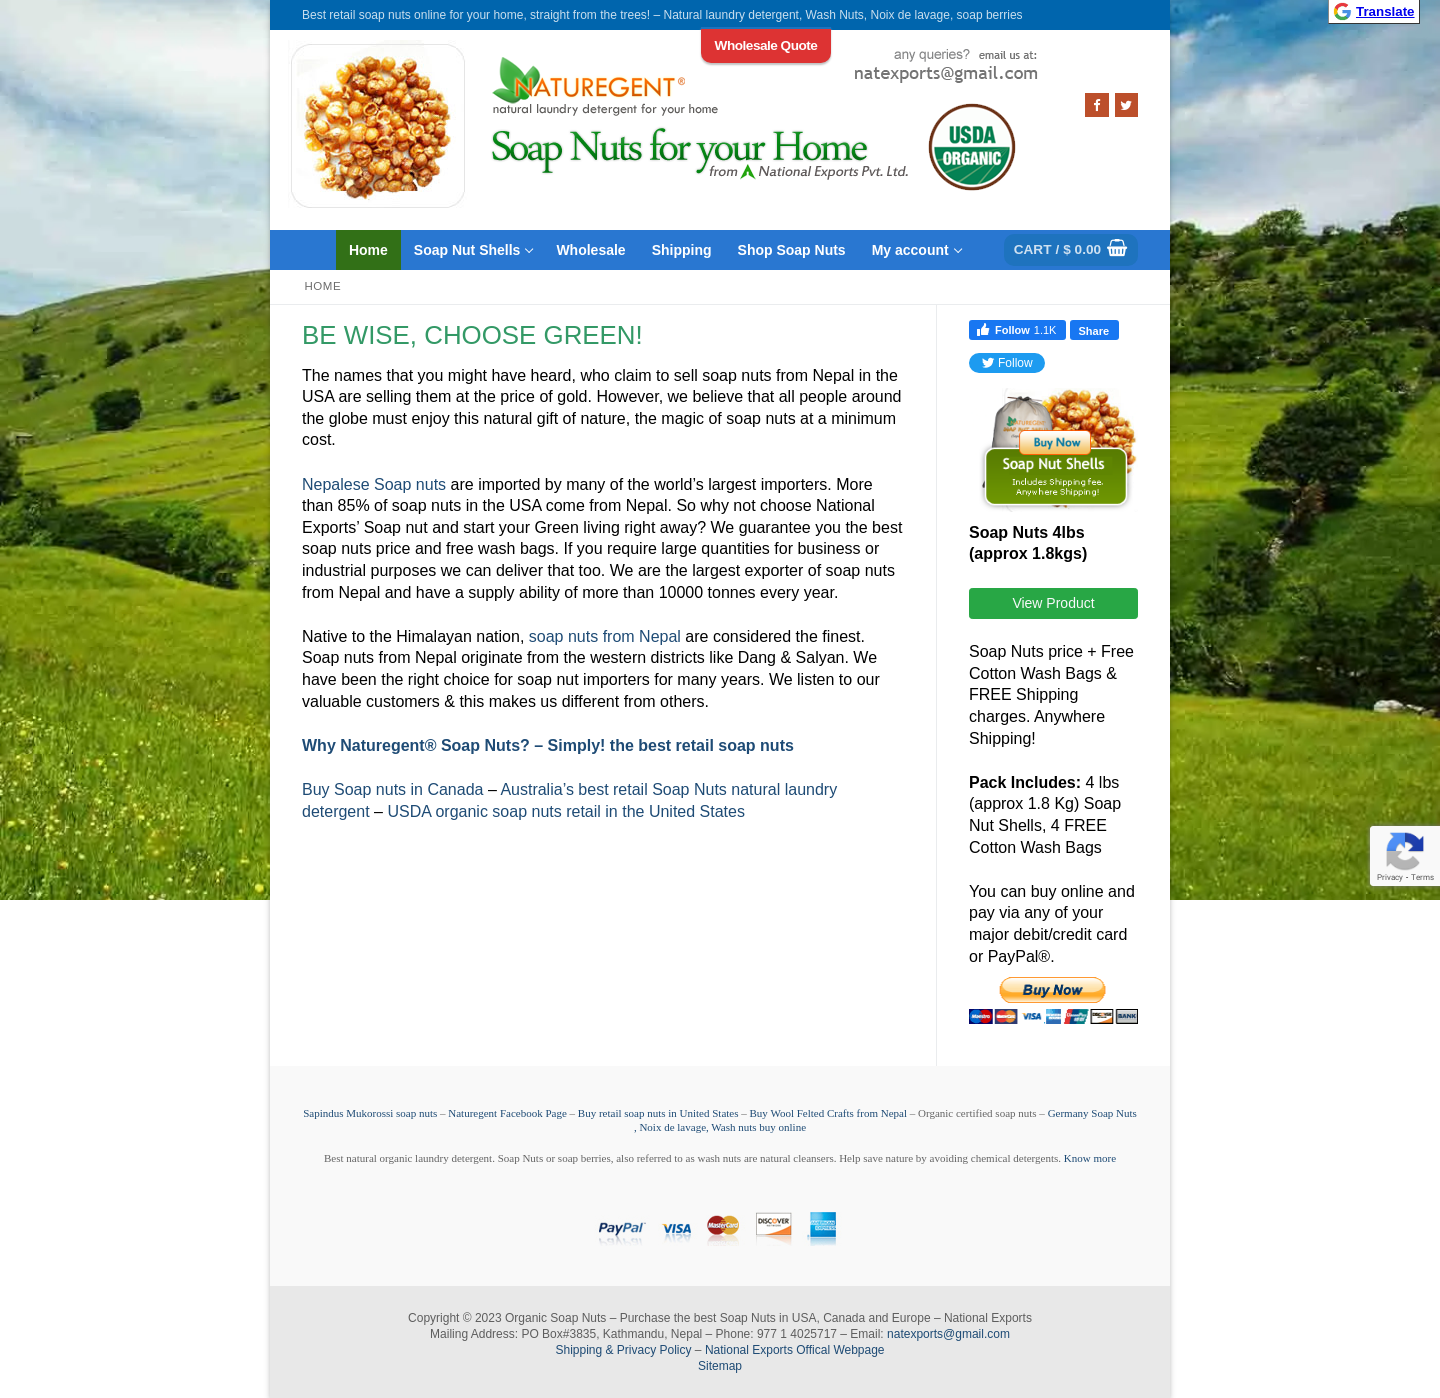 Best retail soap nuts online for your home, straight from the trees! – Natural laundry detergent, Wash Nuts, Noix de lavage, soap berries
Translate
Wholesale Quote
any queries? email us at:
natexports@gmail.com
NATUREGENT®
natural laundry detergent for your home
Soap Nuts for your Home
from National Exports Pvt. Ltd.
USDA
ORGANIC
Home
Soap Nut Shells
Wholesale
Shipping
Shop Soap Nuts
My account
CART / $ 0.00
HOME
BE WISE, CHOOSE GREEN!
The names that you might have heard, who claim to sell soap nuts from Nepal in the
USA are selling them at the price of gold. However, we believe that all people around
the globe must enjoy this natural gift of nature, the magic of soap nuts at a minimum
cost.
Nepalese Soap nuts are imported by many of the world’s largest importers. More
than 85% of soap nuts in the USA come from Nepal. So why not choose National
Exports’ Soap nut and start your Green living right away? We guarantee you the best
soap nuts price and free wash bags. If you require large quantities for business or
industrial purposes we can deliver that too. We are the largest exporter of soap nuts
from Nepal and have a supply ability of more than 10000 tonnes every year.
Native to the Himalayan nation, soap nuts from Nepal are considered the finest.
Soap nuts from Nepal originate from the western districts like Dang & Salyan. We
have been the right choice for soap nut importers for many years. We listen to our
valuable customers & this makes us different from others.
Why Naturegent® Soap Nuts? – Simply! the best retail soap nuts
Buy Soap nuts in Canada – Australia’s best retail Soap Nuts natural laundry
detergent – USDA organic soap nuts retail in the United States
Follow 1.1K
Share
Follow
NATUREGENT
Buy Now
Soap Nut Shells
Includes Shipping fee.
Anywhere Shipping!
Soap Nuts 4lbs
(approx 1.8kgs)
View Product
Soap Nuts price + Free
Cotton Wash Bags &
FREE Shipping
charges. Anywhere
Shipping!
Pack Includes: 4 lbs
(approx 1.8 Kg) Soap
Nut Shells, 4 FREE
Cotton Wash Bags
You can buy online and
pay via any of your
major debit/credit card
or PayPal®.
Buy Now
Maestro
MasterCard
VISA
UnionPay
DISCOVER
BANK
Privacy - Terms
Sapindus Mukorossi soap nuts – Naturegent Facebook Page – Buy retail soap nuts in United States – Buy Wool Felted Crafts from Nepal – Organic certified soap nuts – Germany Soap Nuts
, Noix de lavage, Wash nuts buy online
Best natural organic laundry detergent. Soap Nuts or soap berries, also referred to as wash nuts are natural cleansers. Help save nature by avoiding chemical detergents. Know more
PayPal
VISA
MasterCard
DISCOVER
AMERICAN EXPRESS
Copyright © 2023 Organic Soap Nuts – Purchase the best Soap Nuts in USA, Canada and Europe – National Exports
Mailing Address: PO Box#3835, Kathmandu, Nepal – Phone: 977 1 4025717 – Email: natexports@gmail.com
Shipping & Privacy Policy – National Exports Offical Webpage
Sitemap